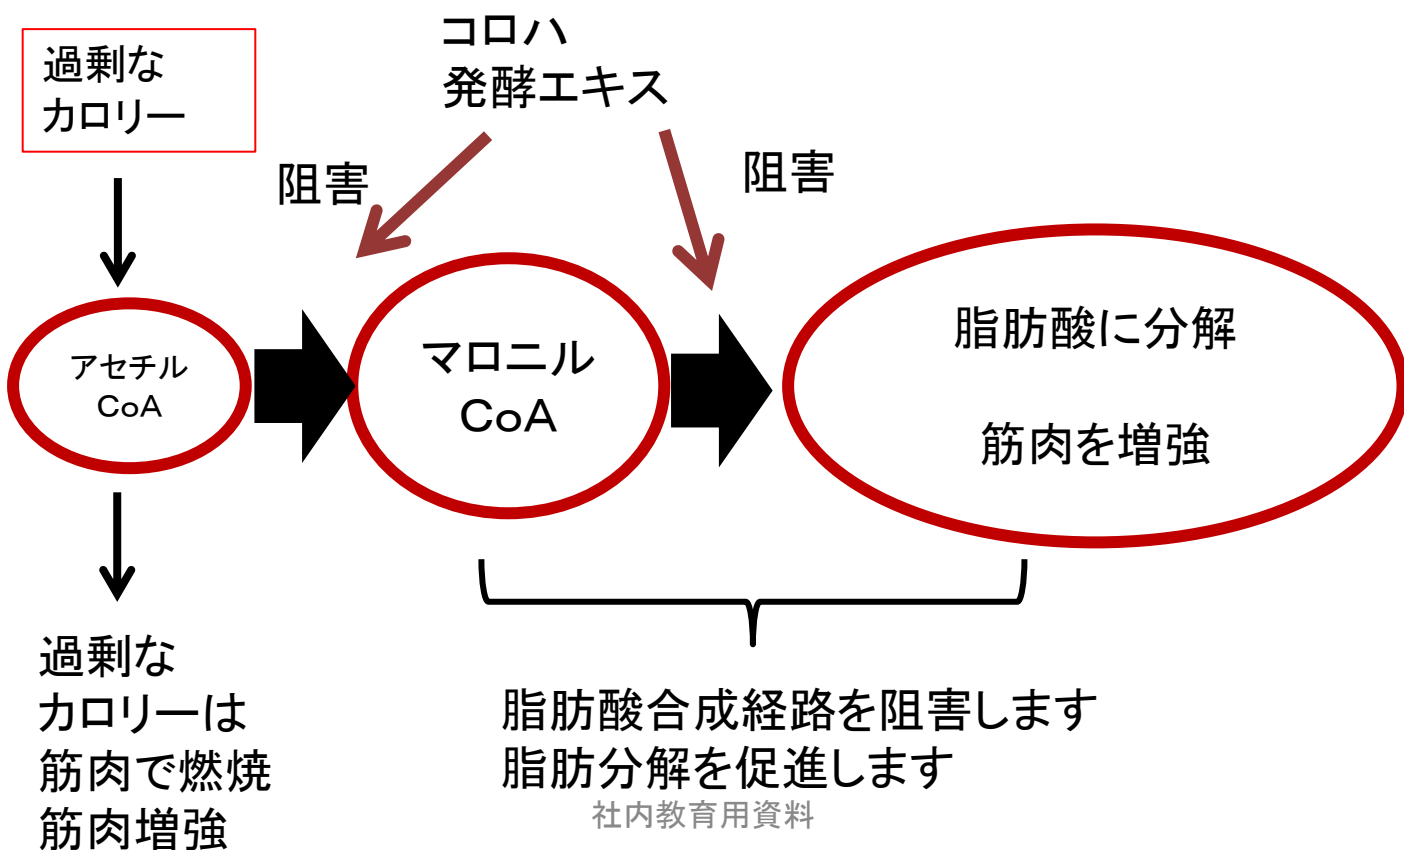 過剰な
カロリー
コロハ
発酵エキス
阻害
阻害
アセチル
CoA
マロニル
CoA
脂肪酸に分解
筋肉を増強
過剰な
カロリーは
筋肉で燃焼
筋肉増強
脂肪酸合成経路を阻害します
脂肪分解を促進します
社内教育用資料